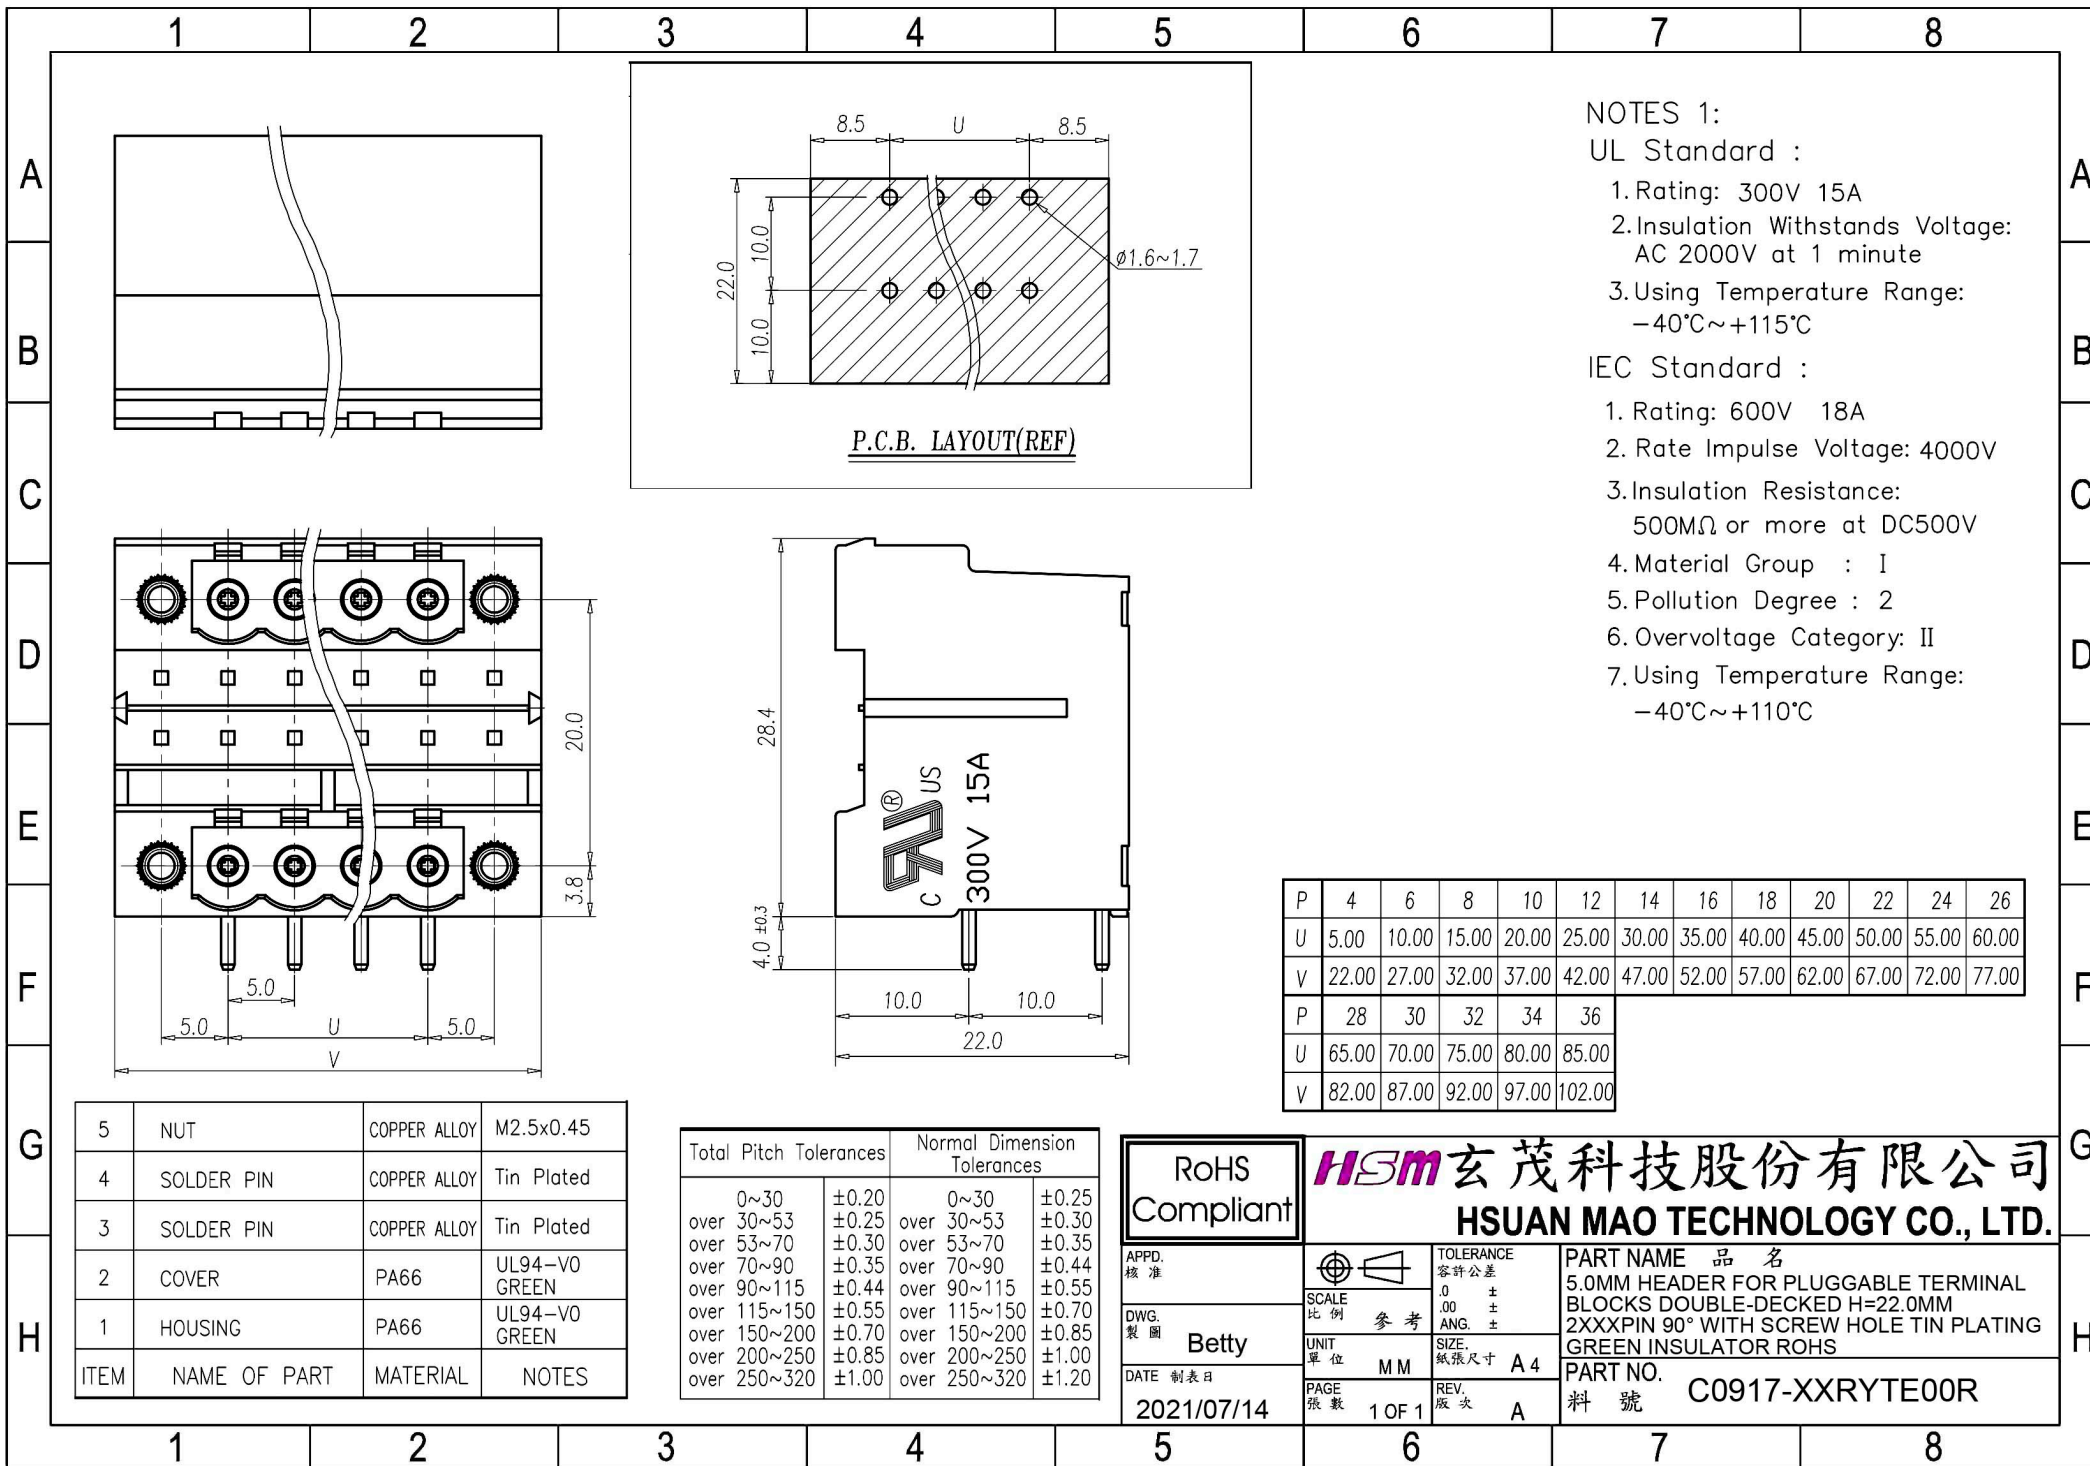 1 2 3 4 5 6 7 8
A
B
C
D
E
F
G
H
A
B
C
D
E
F
G
H
8.5 U 8.5
22.0
10.0
10.0
ø1.6~1.7
P.C.B. LAYOUT(REF)
NOTES 1:
UL Standard :
1. Rating: 300V 15A
2. Insulation Withstands Voltage:
AC 2000V at 1 minute
3. Using Temperature Range:
-40°C~+115°C
IEC Standard :
1. Rating: 600V 18A
2. Rate Impulse Voltage: 4000V
3. Insulation Resistance:
500MΩ or more at DC500V
4. Material Group : I
5. Pollution Degree : 2
6. Overvoltage Category: II
7. Using Temperature Range:
-40°C~+110°C
20.0
3.8
5.0
5.0 U 5.0
V
28.4
4.0 ±0.3
C US ®
300V 15A
10.0 10.0
22.0
P 4 6 8 10 12 14 16 18 20 22 24 26
U 5.00 10.00 15.00 20.00 25.00 30.00 35.00 40.00 45.00 50.00 55.00 60.00
V 22.00 27.00 32.00 37.00 42.00 47.00 52.00 57.00 62.00 67.00 72.00 77.00
P 28 30 32 34 36
U 65.00 70.00 75.00 80.00 85.00
V 82.00 87.00 92.00 97.00 102.00
5 NUT COPPER ALLOY M2.5x0.45
4 SOLDER PIN COPPER ALLOY Tin Plated
3 SOLDER PIN COPPER ALLOY Tin Plated
2 COVER PA66 UL94-V0 GREEN
1 HOUSING PA66 UL94-V0 GREEN
ITEM NAME OF PART MATERIAL NOTES
Total Pitch Tolerances Normal Dimension Tolerances
0~30 ±0.20 0~30 ±0.25
over 30~53 ±0.25 over 30~53 ±0.30
over 53~70 ±0.30 over 53~70 ±0.35
over 70~90 ±0.35 over 70~90 ±0.44
over 90~115 ±0.44 over 90~115 ±0.55
over 115~150 ±0.55 over 115~150 ±0.70
over 150~200 ±0.70 over 150~200 ±0.85
over 200~250 ±0.85 over 200~250 ±1.00
over 250~320 ±1.00 over 250~320 ±1.20
RoHS
Compliant
HSM 玄茂科技股份有限公司
HSUAN MAO TECHNOLOGY CO., LTD.
APPD.
核 准
DWG.
製 圖 Betty
DATE 制表日
2021/07/14
SCALE
比 例 參 考
UNIT
單 位 MM
PAGE
張 數 1 OF 1
TOLERANCE
容許公差
.0 ±
.00 ±
ANG. ±
SIZE.
紙張尺寸 A4
REV.
版 次 A
PART NAME 品 名
5.0MM HEADER FOR PLUGGABLE TERMINAL
BLOCKS DOUBLE-DECKED H=22.0MM
2XXXPIN 90° WITH SCREW HOLE TIN PLATING
GREEN INSULATOR ROHS
PART NO.
料 號 C0917-XXRYTE00R
1 2 3 4 5 6 7 8